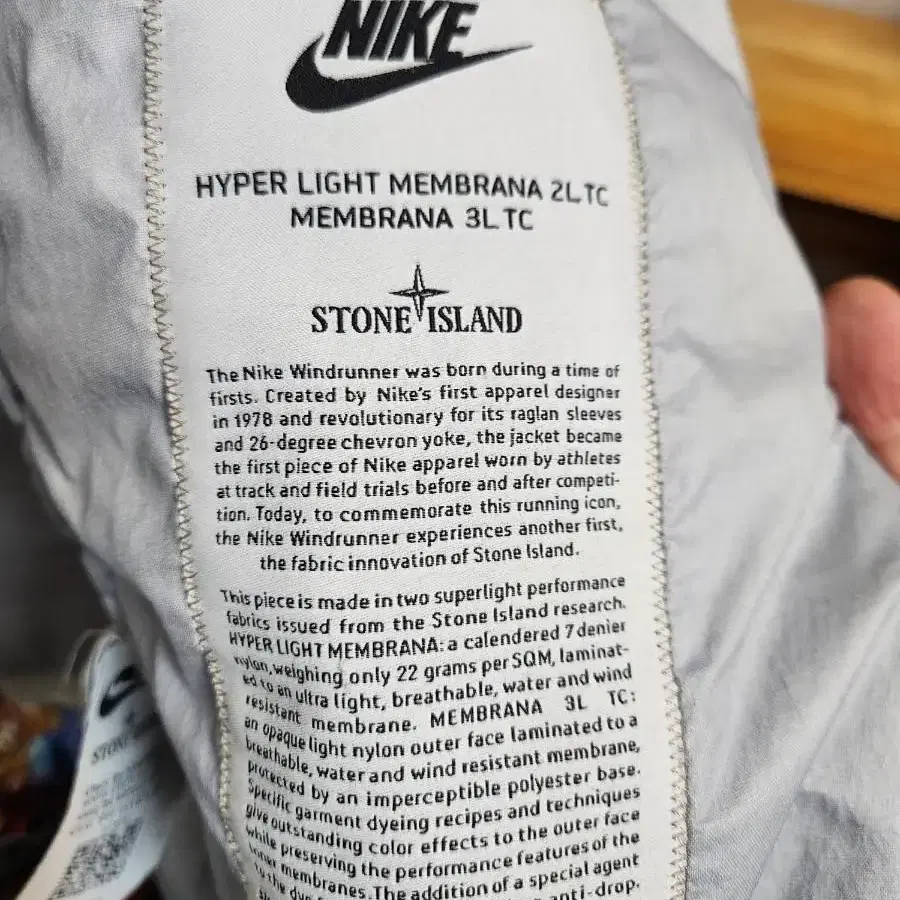 NIKE
HYPER LIGHT MEMBRANA 2L TC
MEMBRANA 3L TC
STONE ISLAND
The Nike Windrunner was born during a time of
firsts. Created by Nike's first apparel designer
in 1978 and revolutionary for its raglan sleeves
and 26-degree chevron yoke, the jacket became
the first piece of Nike apparel worn by athletes
at track and field trials before and after competi-
tion. Today, to commemorate this running icon,
the Nike Windrunner experiences another first,
the fabric innovation of Stone Island.
This piece is made in two superlight performance
fabrics issued from the Stone Island research.
HYPER LIGHT MEMBRANA: a calendered 7 denier
nylon, weighing only 22 grams per SQM, laminat-
ed to an ultra light, breathable, water and wind
resistant membrane. MEMBRANA 3L TC:
an opaque light nylon outer face laminated to a
breathable, water and wind resistant membrane,
protected by an imperceptible polyester base.
Specific garment dyeing recipes and techniques
give outstanding color effects to the outer face
while preserving the performance features of the
inner membranes. The addition of a special agent
to the anti-drop.
STONE